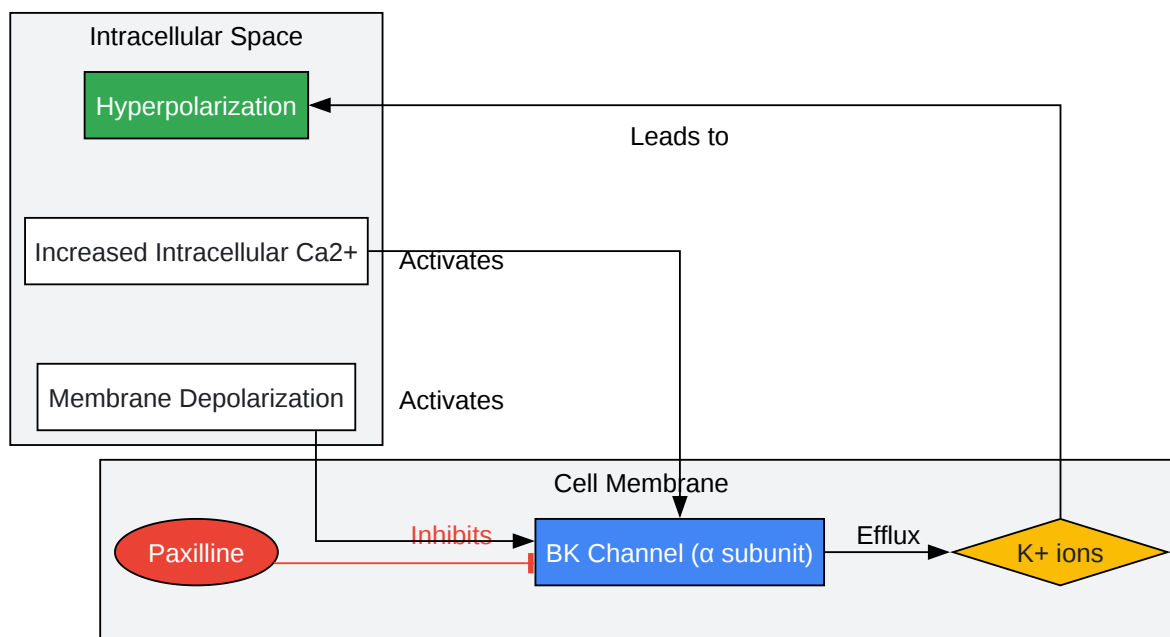 Intracellular Space
Hyperpolarization
Leads to
Increased Intracellular Ca2+
Activates
Membrane Depolarization
Activates
Cell Membrane
Paxilline
Inhibits
BK Channel (α subunit)
Efflux
K+ ions